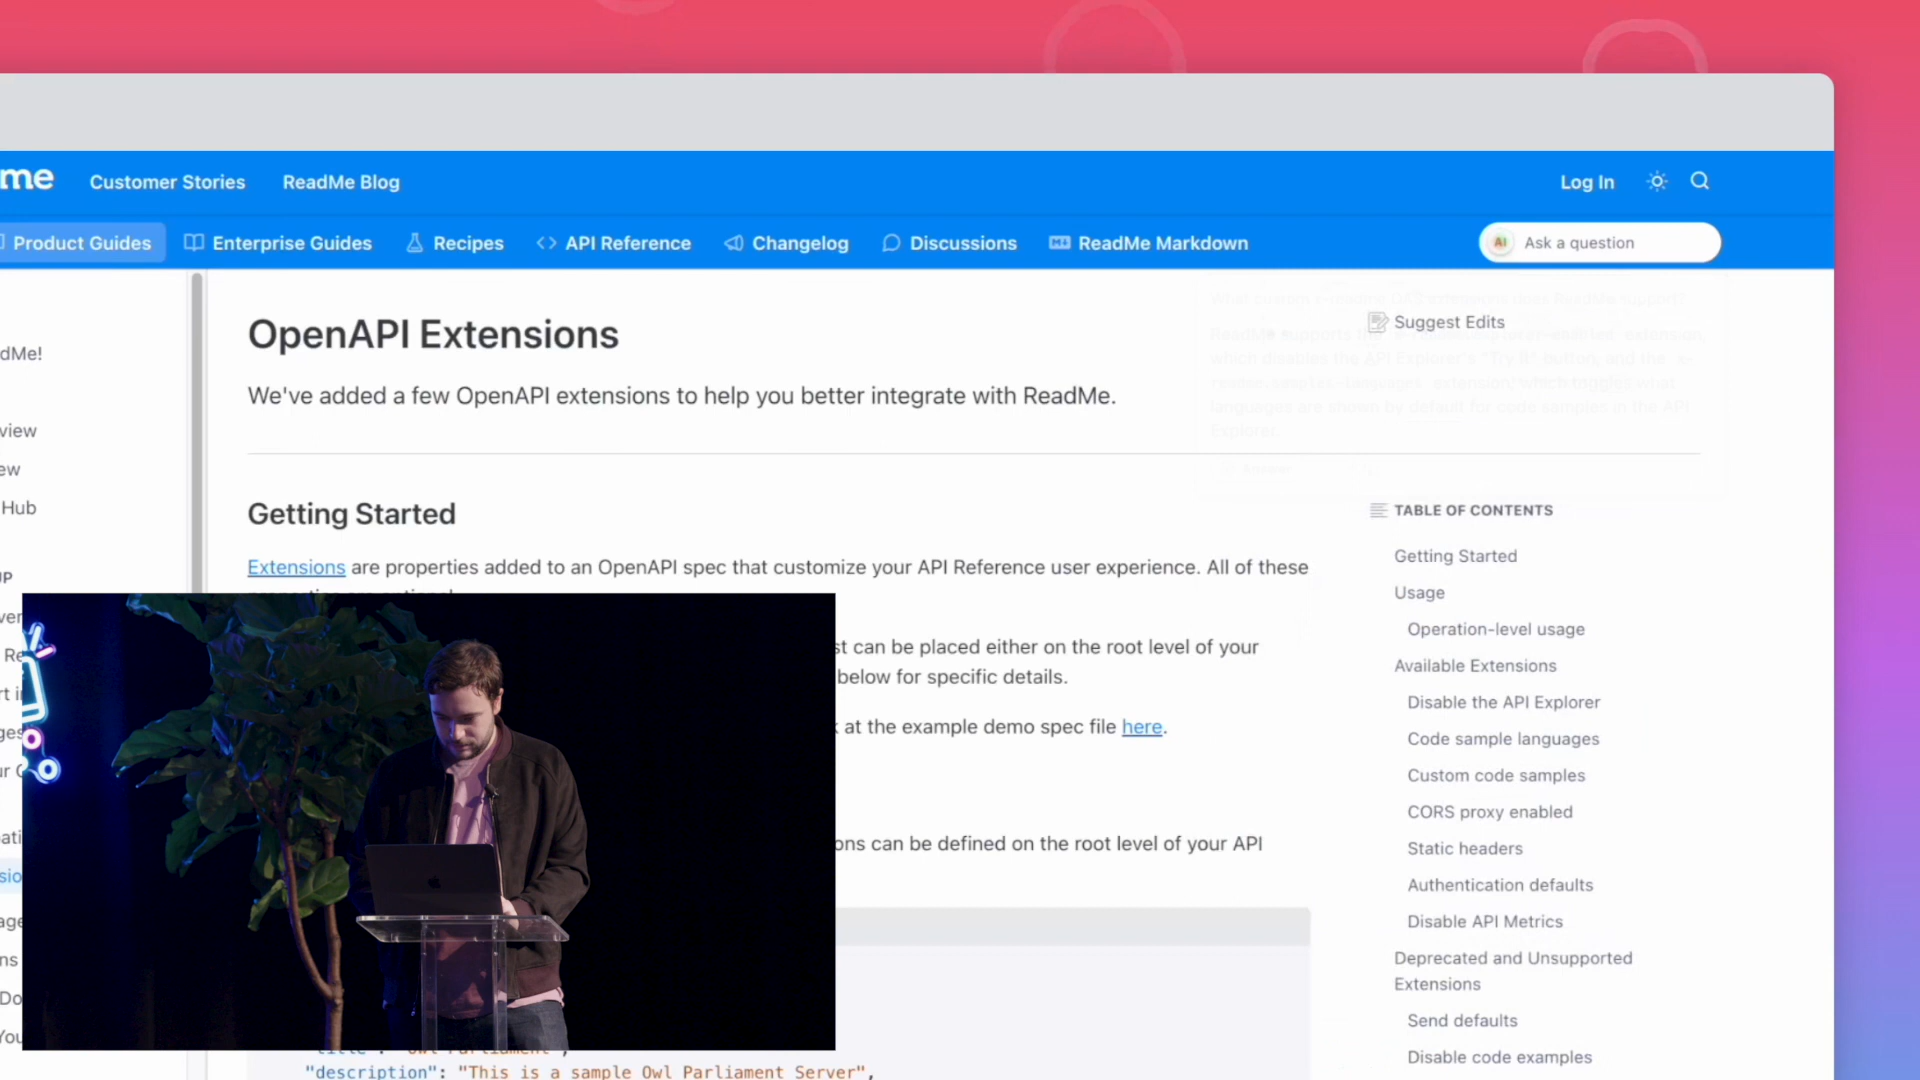 me
Customer Stories
ReadMe Blog
Log In
Product Guides
Enterprise Guides
Recipes
API Reference
Changelog
Discussions
ReadMe Markdown
AI Ask a question
dMe!
view
ew
Hub
OpenAPI Extensions
Suggest Edits
We've added a few OpenAPI extensions to help you better integrate with ReadMe.
Getting Started
Extensions are properties added to an OpenAPI spec that customize your API Reference user experience. All of these
st can be placed either on the root level of your
below for specific details.
at the example demo spec file here.
ons can be defined on the root level of your API
"description": "This is a sample Owl Parliament Server",
TABLE OF CONTENTS
Getting Started
Usage
Operation-level usage
Available Extensions
Disable the API Explorer
Code sample languages
Custom code samples
CORS proxy enabled
Static headers
Authentication defaults
Disable API Metrics
Deprecated and Unsupported
Extensions
Send defaults
Disable code examples